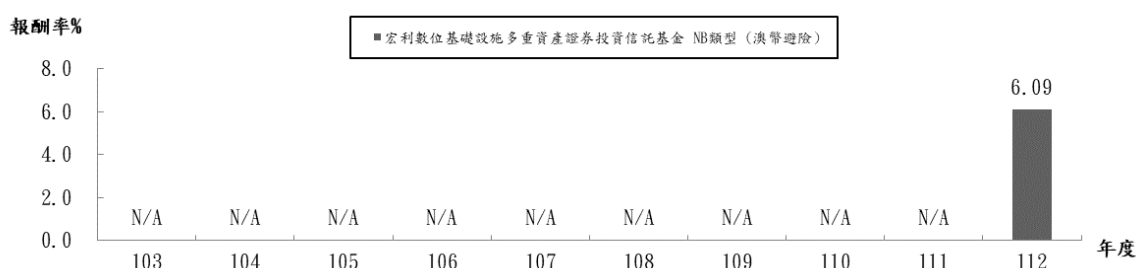 報酬率%
■宏利數位基礎設施多重資產證券投資信託基金 NB類型（澳幣避險）
8.0
6.09
6.0
4.0
2.0
N/A N/A N/A N/A N/A N/A N/A N/A N/A
0.0
年度
103 104 105 106 107 108 109 110 111 112